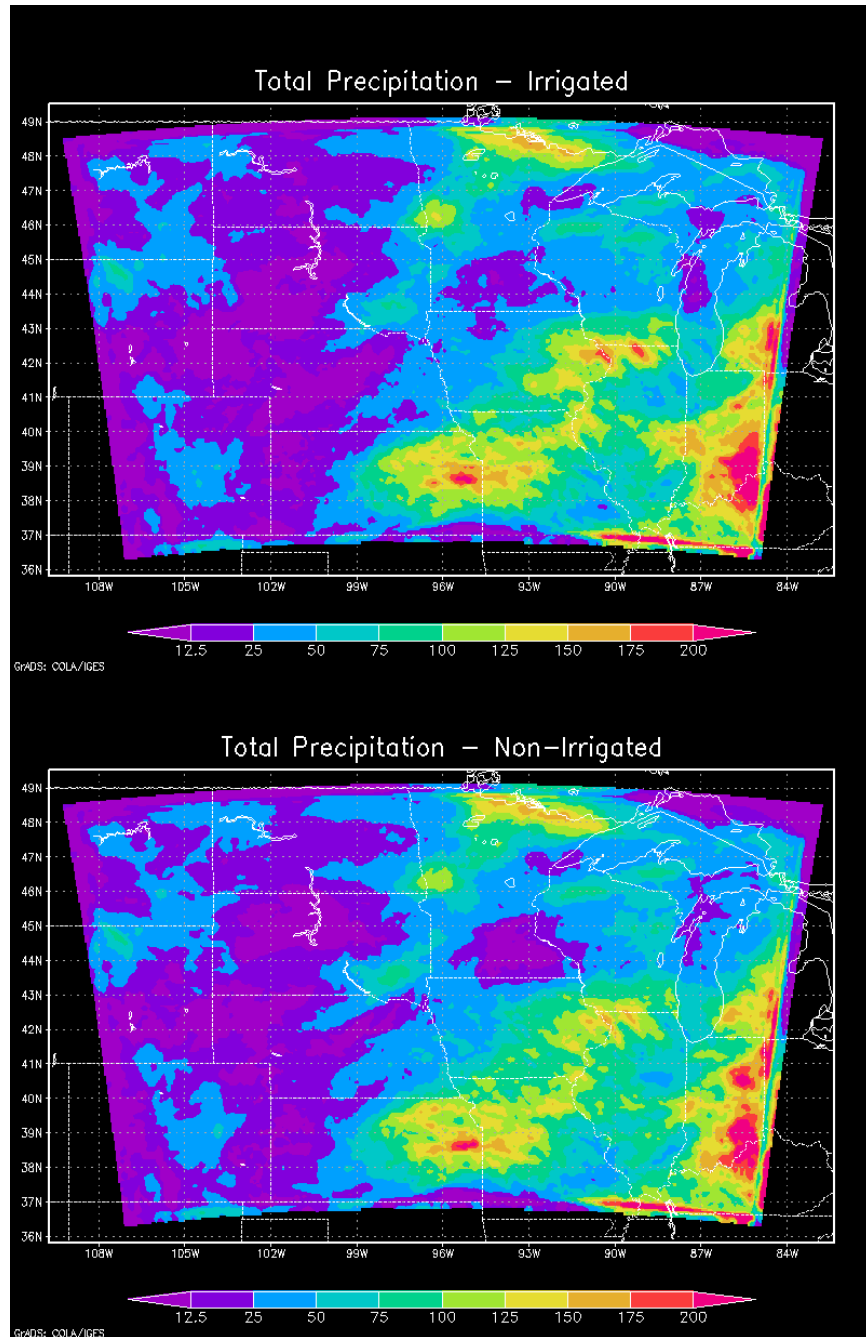 Total Precipitation – Irrigated
49N
48N
47N
46N
45N
44N
43N
42N
41N
40N
39N
38N
37N
36N
108W 105W 102W 99W 96W 93W 90W 87W 84W
12.5 25 50 75 100 125 150 175 200
GrADS: COLA/IGES
Total Precipitation – Non-Irrigated
49N
48N
47N
46N
45N
44N
43N
42N
41N
40N
39N
38N
37N
36N
108W 105W 102W 99W 96W 93W 90W 87W 84W
12.5 25 50 75 100 125 150 175 200
GrADS: COLA/IGES